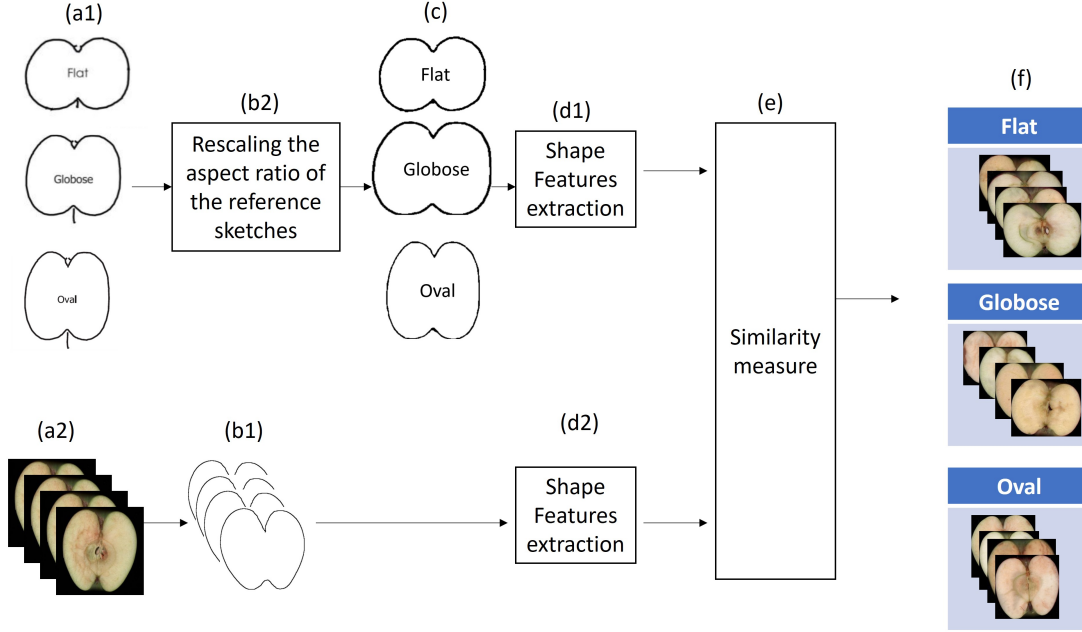 (a1)
Flat
Globose
Oval
(b2)
Rescaling the
aspect ratio of
the reference
sketches
(c)
Flat
Globose
Oval
(d1)
Shape
Features
extraction
(e)
Similarity
measure
(f)
Flat
Globose
Oval
(a2)
(b1)
(d2)
Shape
Features
extraction